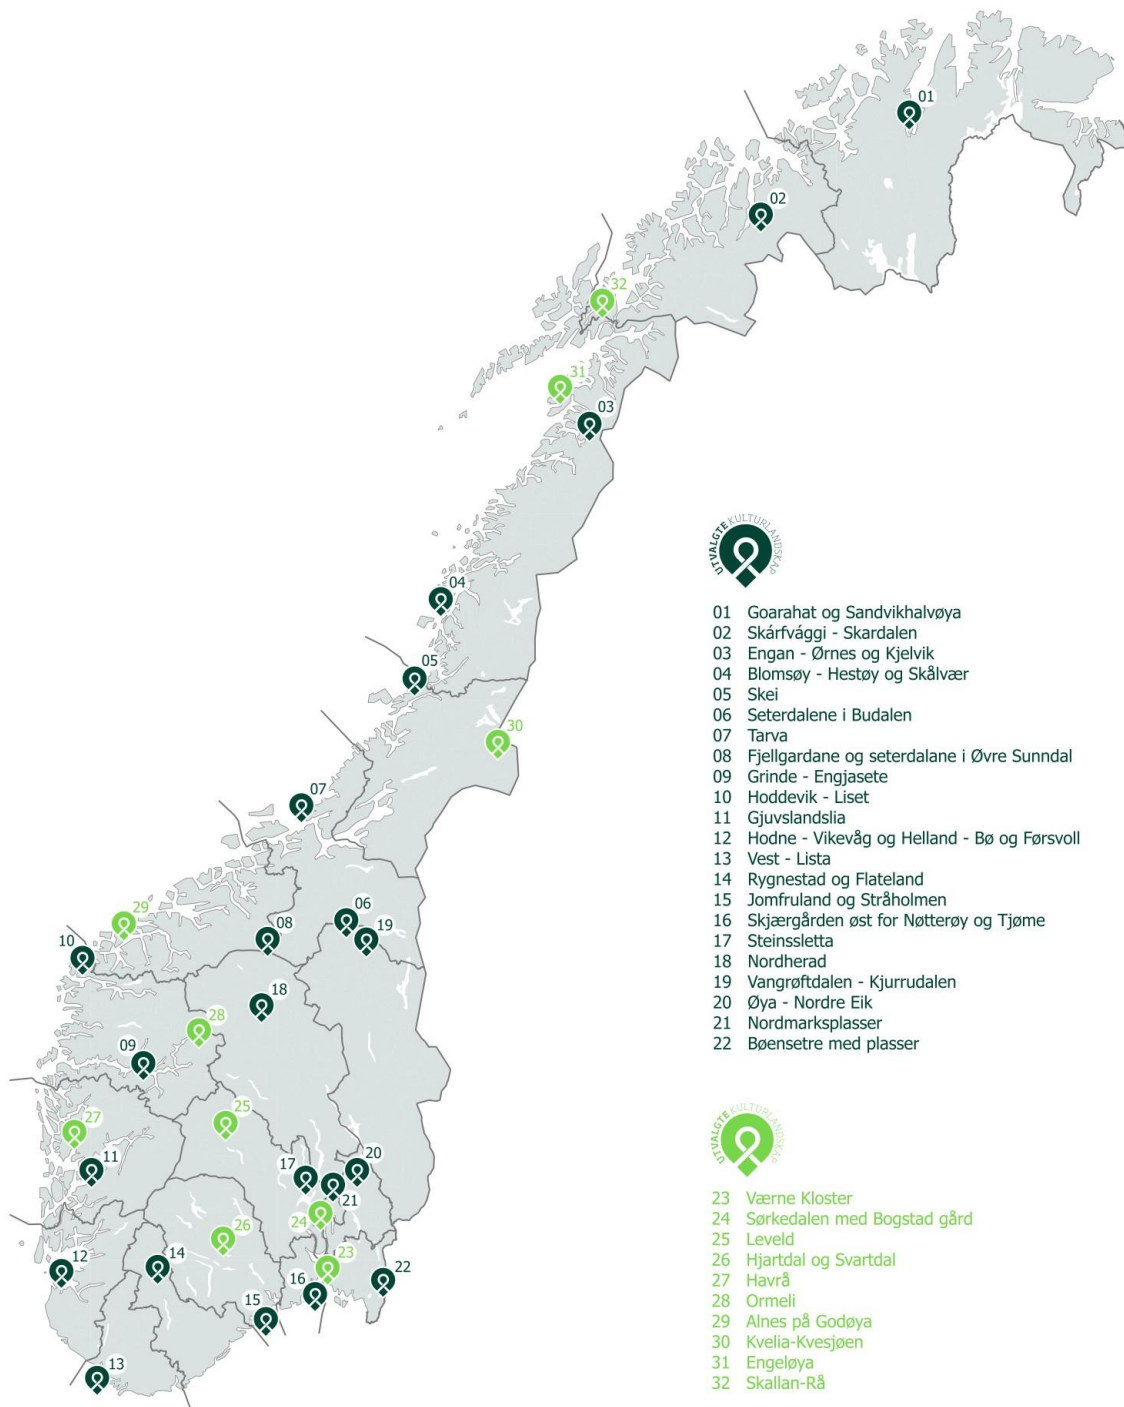 01
02
32
31
03
04
05
30
07
29
06
08
19
10
18
28
09
25
27
11
17
20
21
24
26
14
12
23
22
16
15
13
UTVALGTE KULTURLANDSKAP
01 Goarahat og Sandvikhalvøya
02 Skárfvággi - Skardalen
03 Engan - Ørnes og Kjelvik
04 Blomsøy - Hestøy og Skålvær
05 Skei
06 Seterdalene i Budalen
07 Tarva
08 Fjellgardane og seterdalane i Øvre Sunndal
09 Grinde - Engjasete
10 Hoddevik - Liset
11 Gjuvslandslia
12 Hodne - Vikevåg og Helland - Bø og Førsvoll
13 Vest - Lista
14 Rygnestad og Flateland
15 Jomfruland og Stråholmen
16 Skjærgården øst for Nøtterøy og Tjøme
17 Steinssletta
18 Nordherad
19 Vangrøftdalen - Kjurrudalen
20 Øya - Nordre Eik
21 Nordmarksplasser
22 Bøensetre med plasser
UTVALGTE KULTURLANDSKAP
23 Værne Kloster
24 Sørkedalen med Bogstad gård
25 Leveld
26 Hjartdal og Svartdal
27 Havrå
28 Ormeli
29 Alnes på Godøya
30 Kvelia-Kvesjøen
31 Engeløya
32 Skallan-Rå